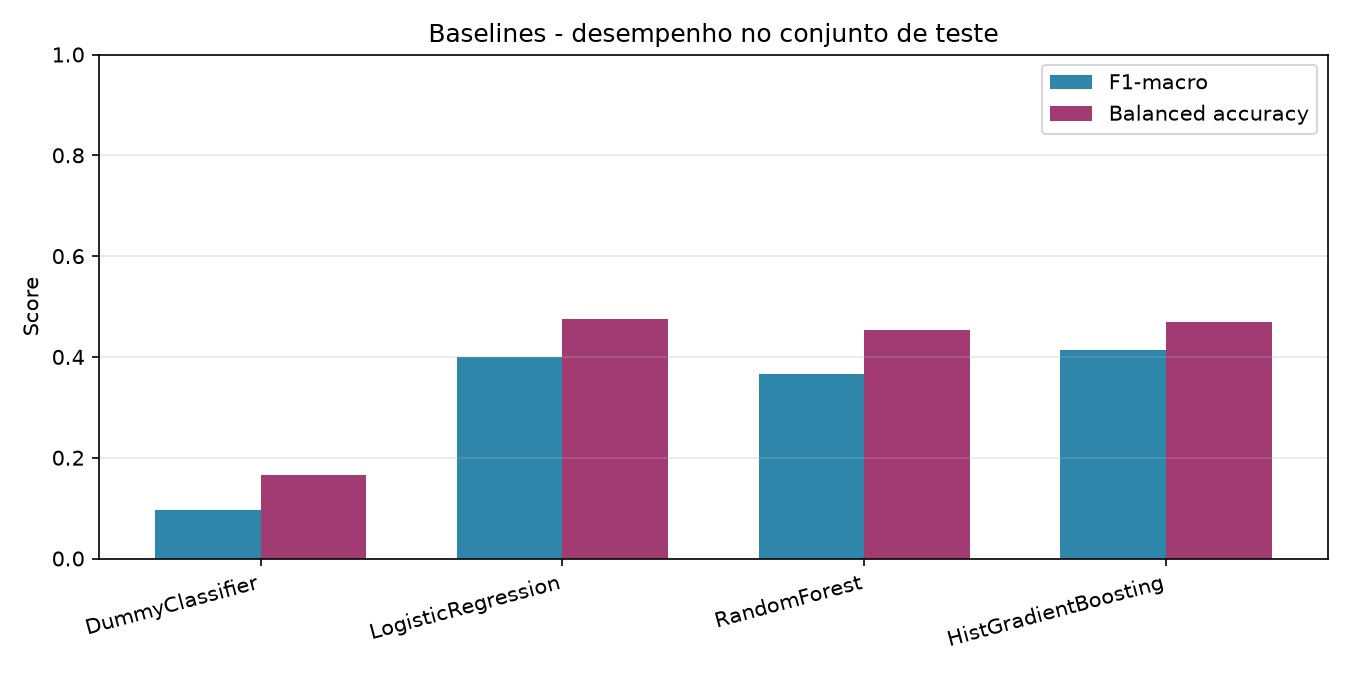 Baselines - desempenho no conjunto de teste
1.0
0.8
0.6
0.4
0.2
0.0
Score
F1-macro
Balanced accuracy
DummyClassifier
LogisticRegression
RandomForest
HistGradientBoosting